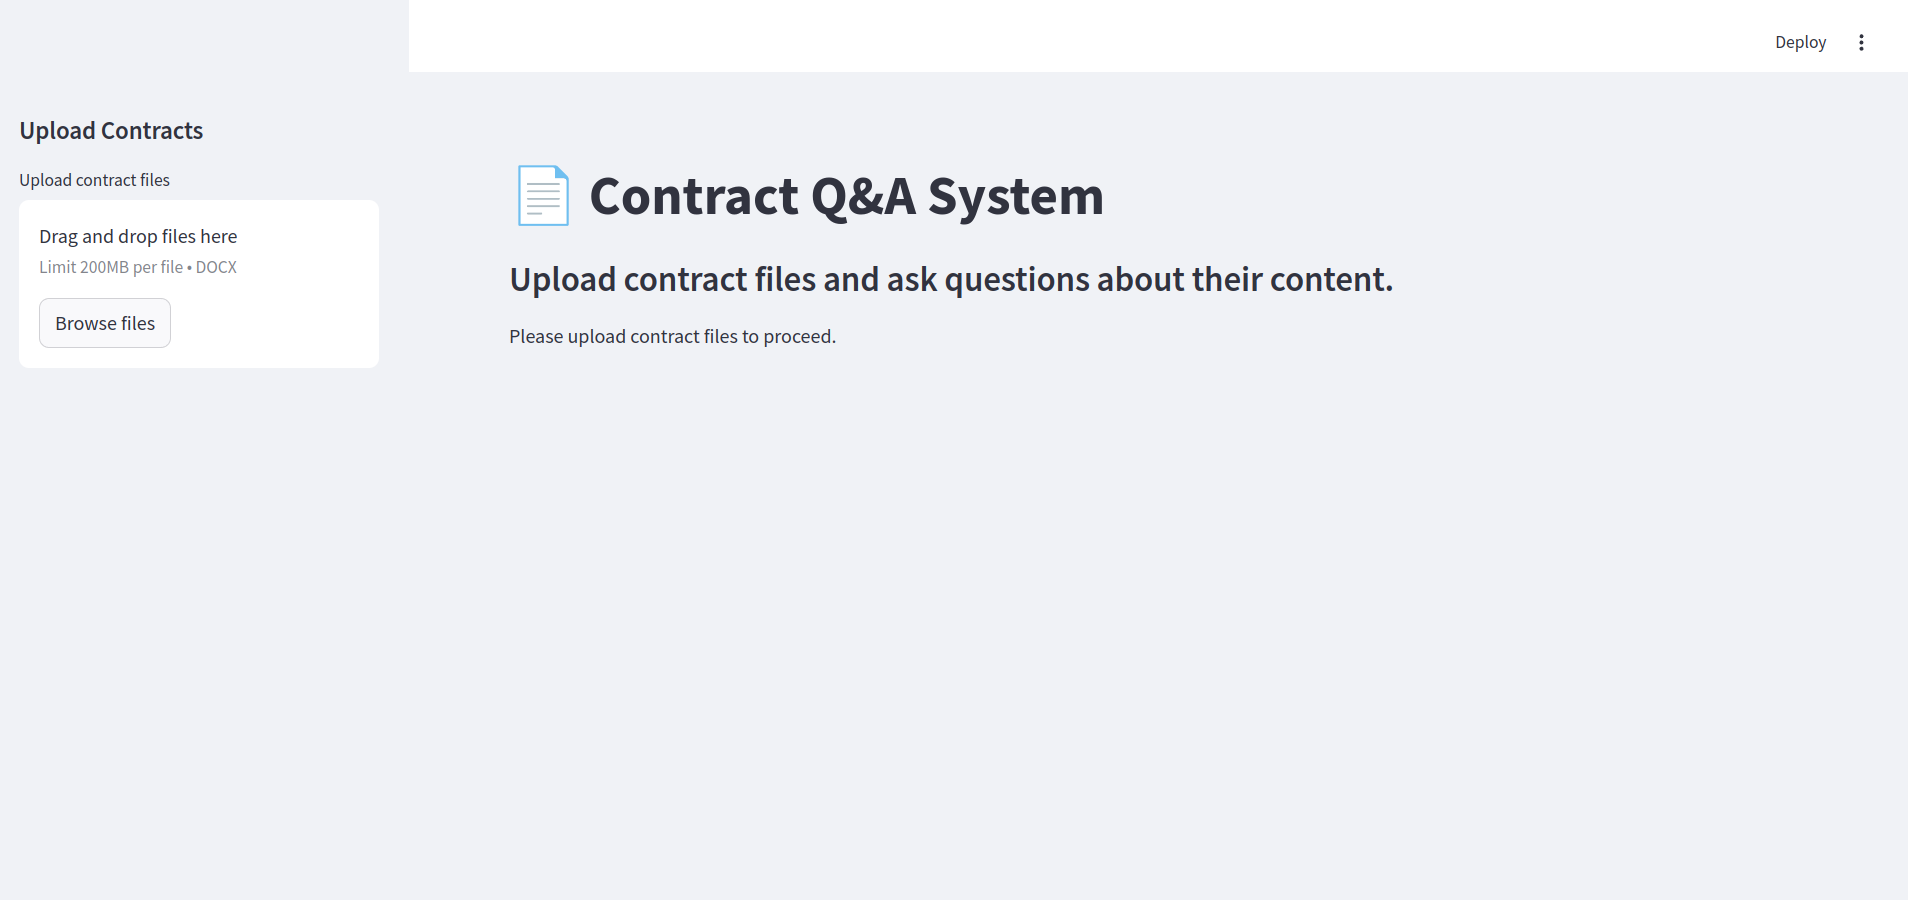 Deploy
Upload Contracts
Upload contract files
Drag and drop files here
Limit 200MB per file • DOCX
Browse files
Contract Q&A System
Upload contract files and ask questions about their content.
Please upload contract files to proceed.